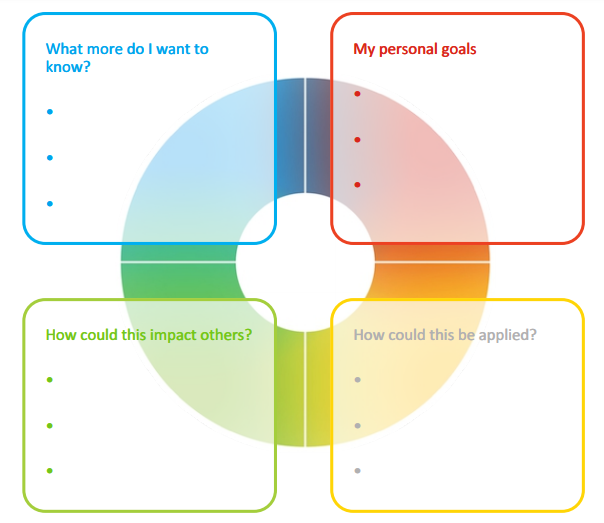 What more do I want to
know?
•
•
•
My personal goals
•
•
•
How could this impact others?
•
•
•
How could this be applied?
•
•
•